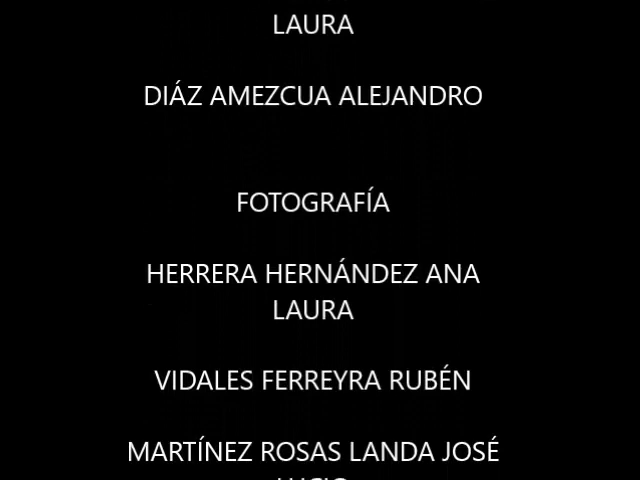 LAURA
DIÁZ AMEZCUA ALEJANDRO
FOTOGRAFÍA
HERRERA HERNÁNDEZ ANA
LAURA
VIDALES FERREYRA RUBÉN
MARTÍNEZ ROSAS LANDA JOSÉ